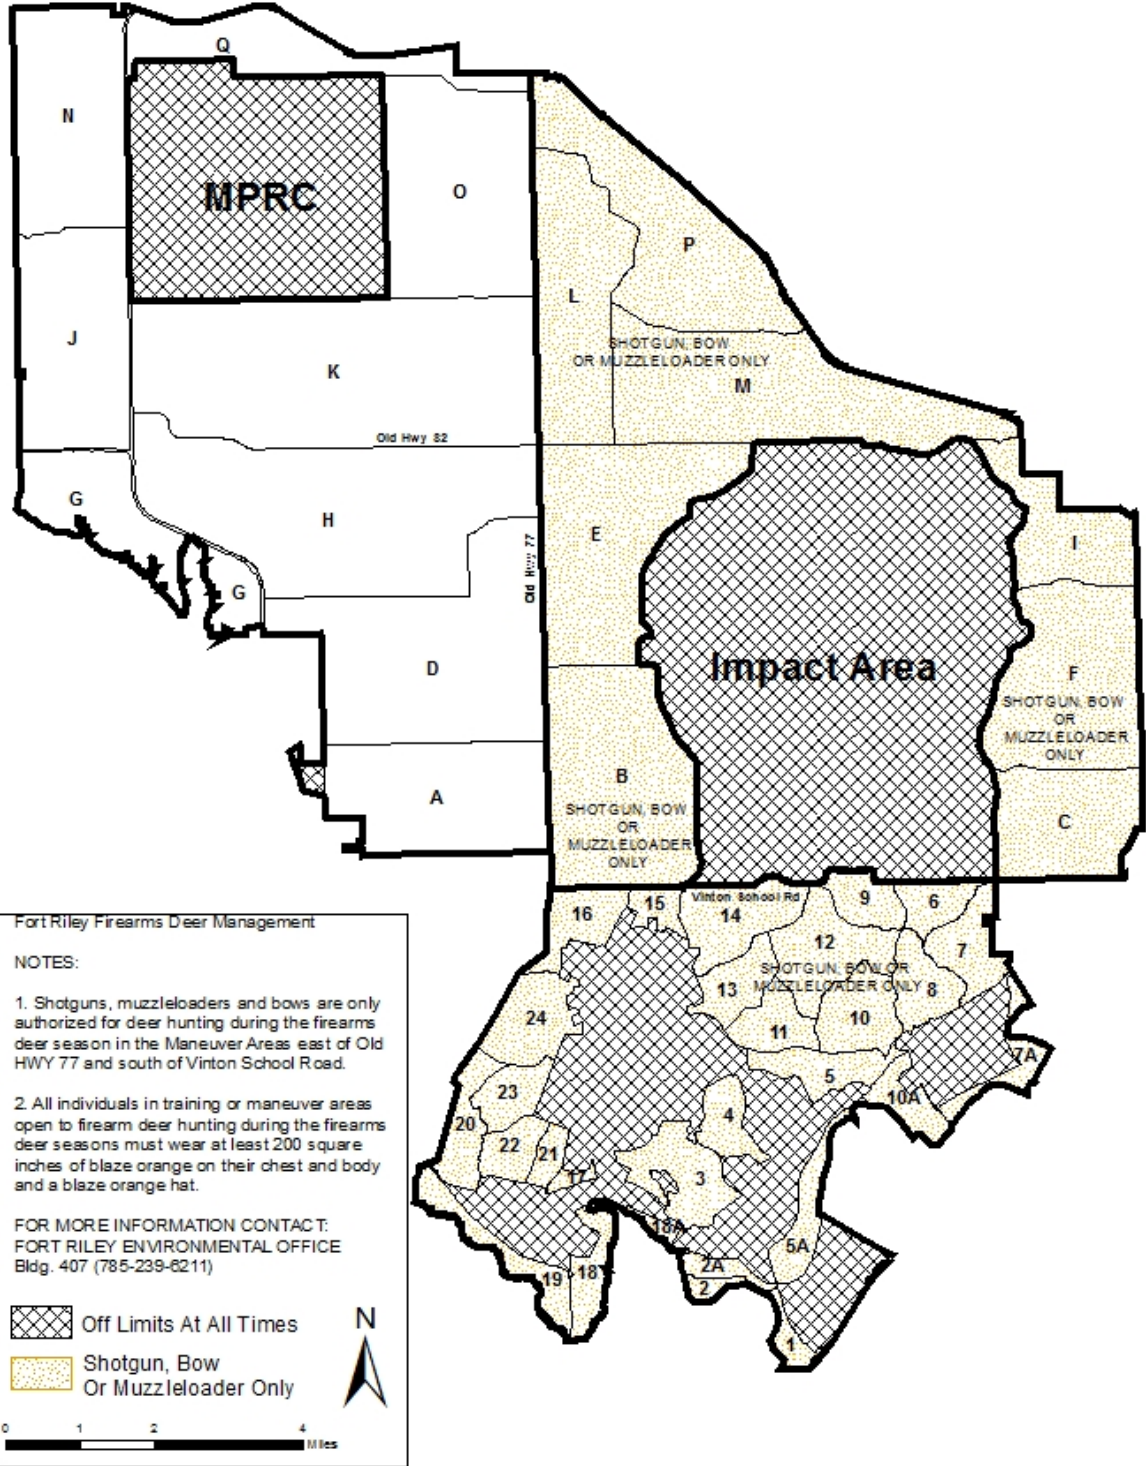 Q
N
MPRC
O
P
L
J
K
SHOTGUN, BOW
OR MUZZLELOADER ONLY
M
Old Hwy 82
G
H
E
I
Old Hwy 77
G
D
Impact Area
F
SHOTGUN, BOW
OR
MUZZLELOADER
ONLY
B
A
SHOTGUN, BOW
OR
MUZZLELOADER
ONLY
C
Vinton School Rd
16
15
14
9
6
12
7
SHOTGUN, BOW OR
MUZZLELOADER ONLY
13
8
24
11
10
7A
5
23
10A
4
20
22
21
17
3
18A
5A
2A
19
18
2
1
Fort Riley Firearms Deer Management
NOTES:
1. Shotguns, muzzleloaders and bows are only
authorized for deer hunting during the firearms
deer season in the Maneuver Areas east of Old
HWY 77 and south of Vinton School Road.
2. All individuals in training or maneuver areas
open to firearm deer hunting during the firearms
deer seasons must wear at least 200 square
inches of blaze orange on their chest and body
and a blaze orange hat.
FOR MORE INFORMATION CONTACT:
FORT RILEY ENVIRONMENTAL OFFICE
Bldg. 407 (785-239-6211)
Off Limits At All Times
N
Shotgun, Bow
Or Muzzleloader Only
0 1 2 4
Miles